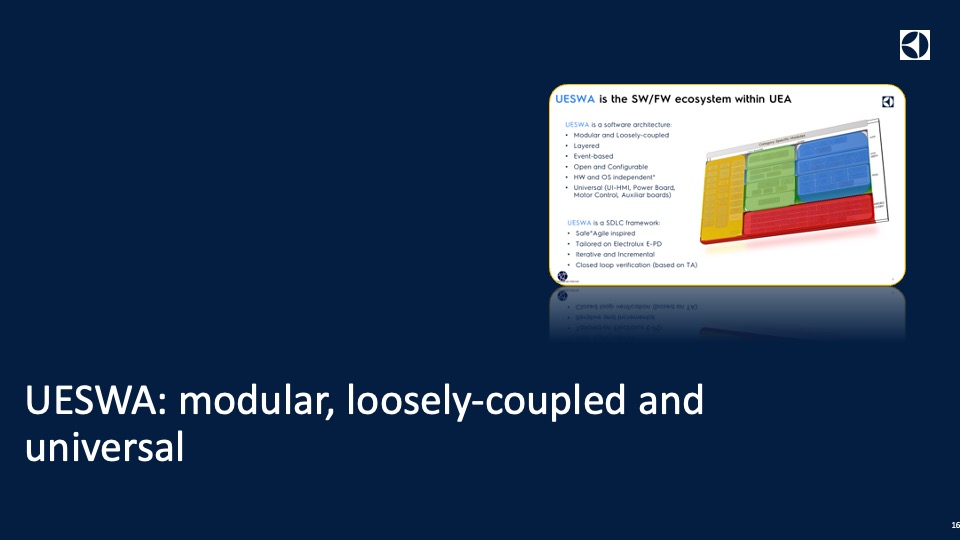 UESWA is the SW/FW ecosystem within UEA
UESWA is a software architecture:
• Modular and Loosely-coupled
• Layered
• Event-based
• Open and Configurable
• HW and OS independent*
• Universal (UI-HMI, Power Board,
Motor Control, Auxiliar boards)
UESWA is a SDLC framework:
• Safe®Agile inspired
• Tailored on Electrolux E-PD
• Iterative and Incremental
• Closed loop verification (based on TA)
Category Specific Modules
UESWA: modular, loosely-coupled and
universal
16